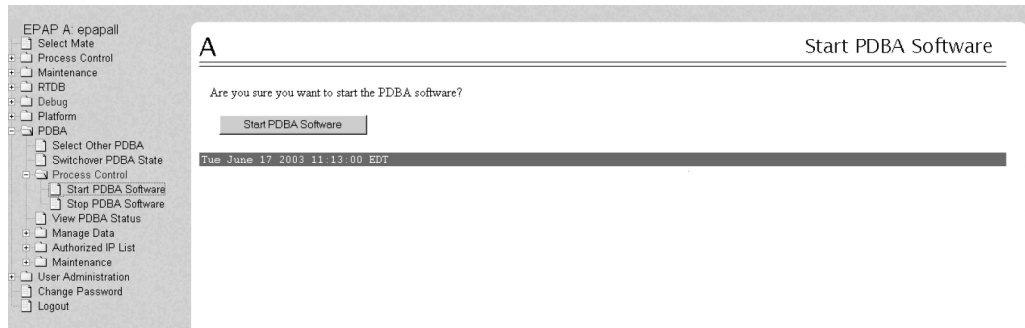 EPAP A: epapall
Select Mate
Process Control
Maintenance
RTDB
Debug
Platform
PDBA
Select Other PDBA
Switchover PDBA State
Process Control
Start PDBA Software
Stop PDBA Software
View PDBA Status
Manage Data
Authorized IP List
Maintenance
User Administration
Change Password
Logout
A
Start PDBA Software
Are you sure you want to start the PDBA software?
Start PDBA Software
Tue June 17 2003 11:13:00 EDT